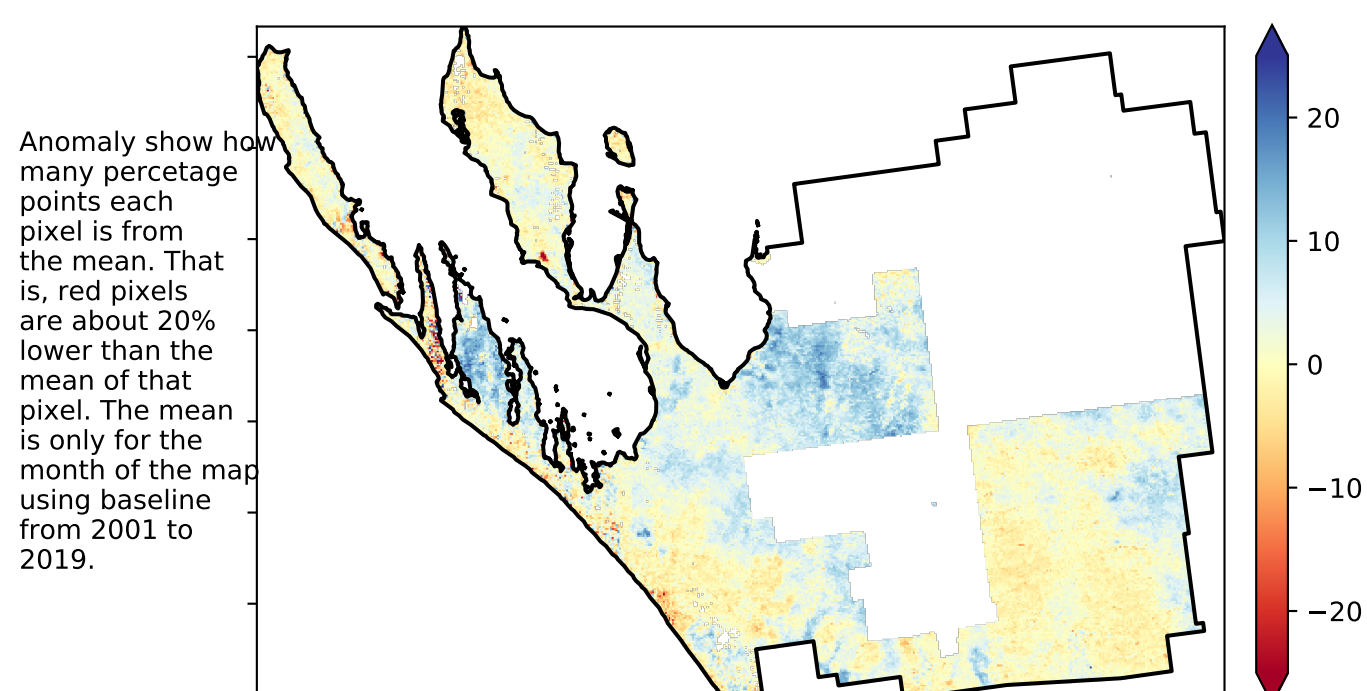 Anomaly show how
many percetage
points each
pixel is from
the mean. That
is, red pixels
are about 20%
lower than the
mean of that
pixel. The mean
is only for the
month of the map
using baseline
from 2001 to
2019.
20
10
0
−10
−20